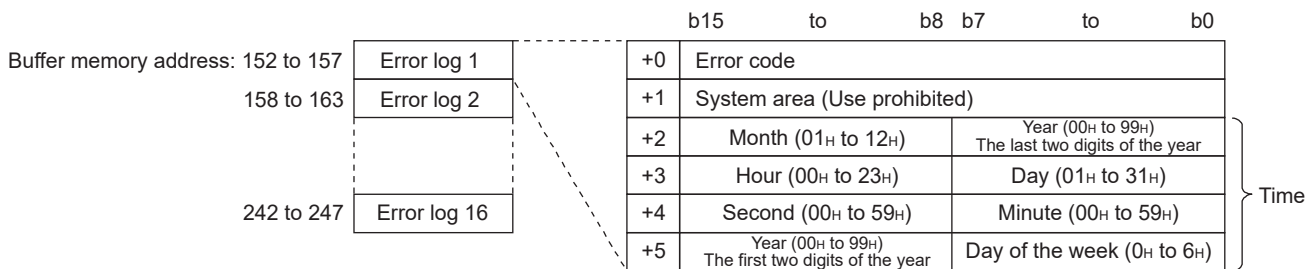 b15 to b8 b7 to b0
Buffer memory address: 152 to 157 Error log 1 +0 Error code
158 to 163 Error log 2 +1 System area (Use prohibited)
+2 Month (01H to 12H) Year (00H to 99H)
The last two digits of the year
+3 Hour (00H to 23H) Day (01H to 31H)
Time
242 to 247 Error log 16 +4 Second (00H to 59H) Minute (00H to 59H)
+5 Year (00H to 99H)
The first two digits of the year
Day of the week (0H to 6H)